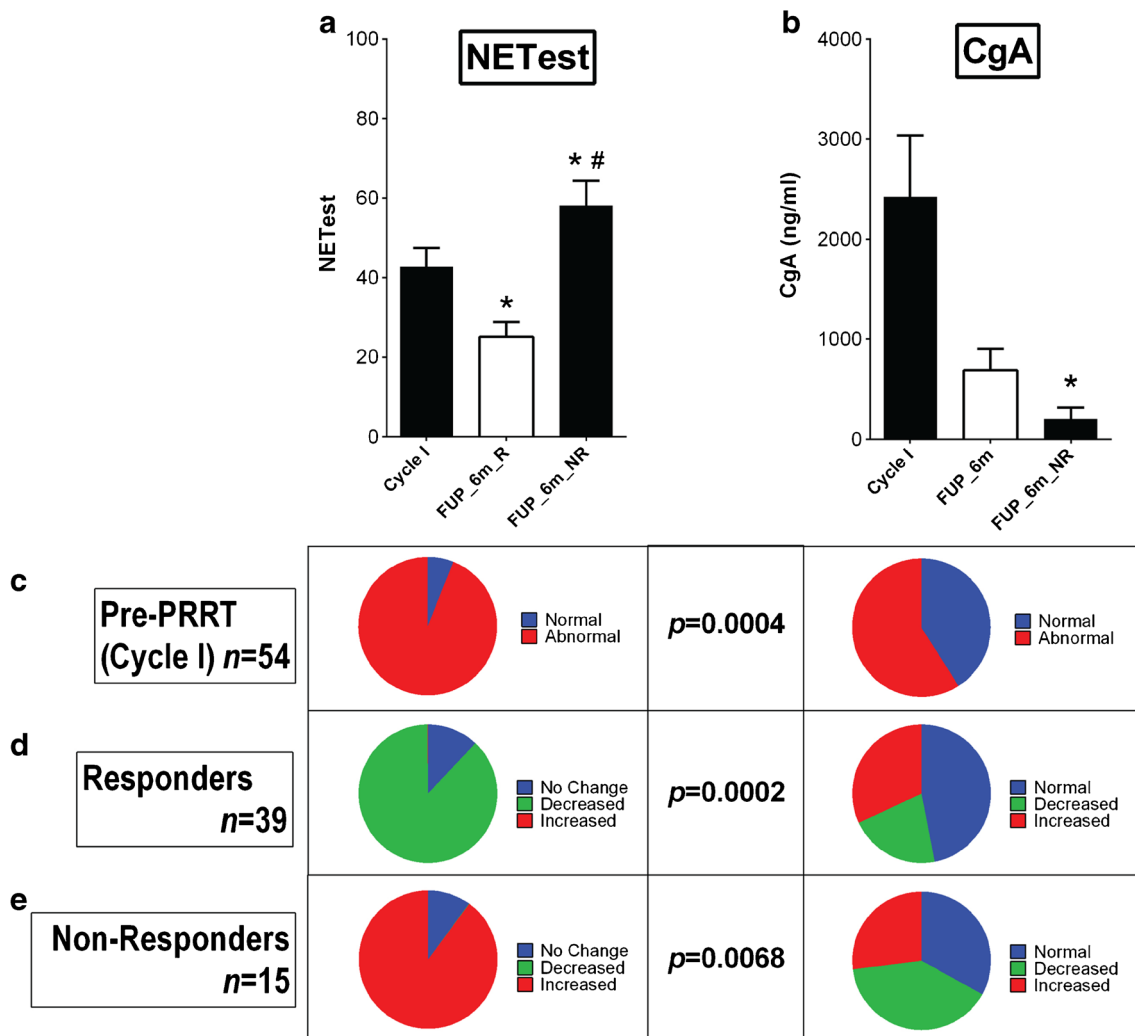 a
NETest
100
80
60
40
20
0
NETest
*
* #
Cycle I
FUP_6m_R
FUP_6m_NR
b
CgA
4000
3000
2000
1000
0
CgA (ng/ml)
*
Cycle I
FUP_6m
FUP_6m_NR
c
Pre-PRRT
(Cycle I) n=54
Normal
Abnormal
p=0.0004
Normal
Abnormal
d
Responders
n=39
No Change
Decreased
Increased
p=0.0002
Normal
Decreased
Increased
e
Non-Responders
n=15
No Change
Decreased
Increased
p=0.0068
Normal
Decreased
Increased